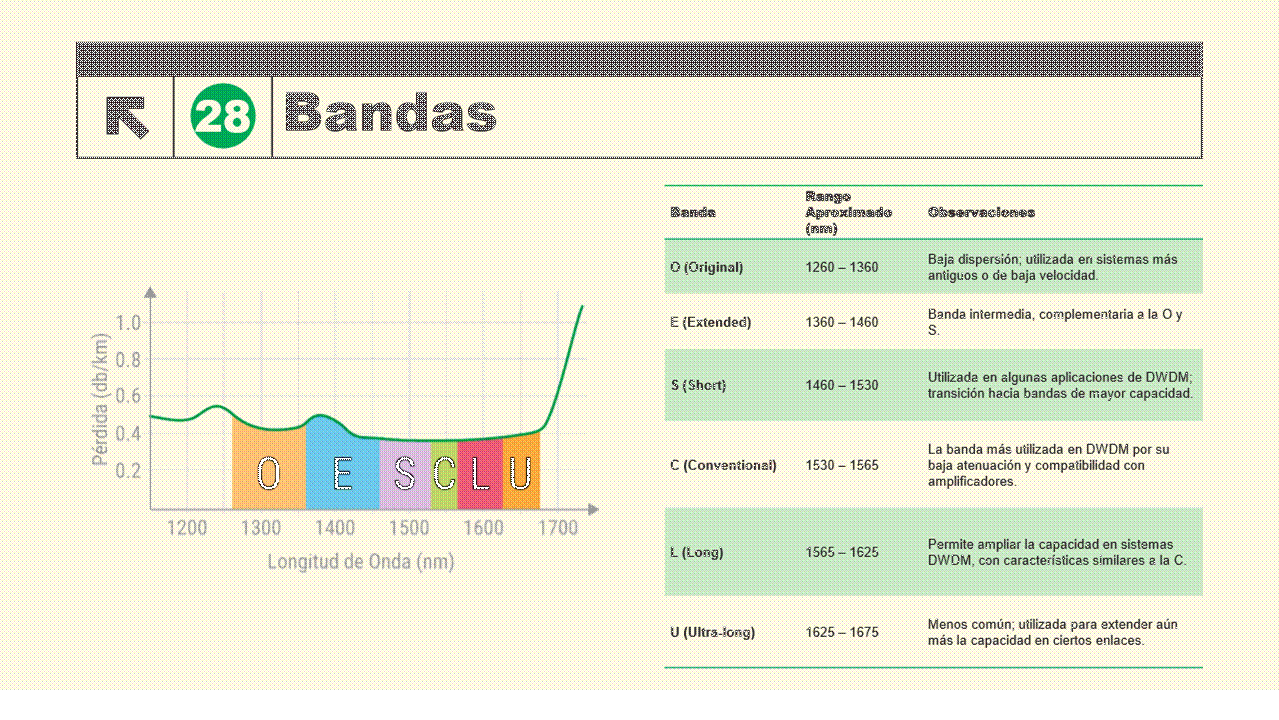 28
Bandas
1.0
0.8
0.6
0.4
0.2
Pérdida (db/km)
O
E
S
C
L
U
1200
1300
1400
1500
1600
1700
Longitud de Onda (nm)
Banda
Rango
Aproximado
(nm)
Observaciones
O (Original)
1260 – 1360
Baja dispersión; utilizada en sistemas más
antiguos o de baja velocidad.
E (Extended)
1360 – 1460
Banda intermedia, complementaria a la O y
S.
S (Short)
1460 – 1530
Utilizada en algunas aplicaciones de DWDM;
transición hacia bandas de mayor capacidad.
C (Conventional)
1530 – 1565
La banda más utilizada en DWDM por su
baja atenuación y compatibilidad con
amplificadores.
L (Long)
1565 – 1625
Permite ampliar la capacidad en sistemas
DWDM, con características similares a la C.
U (Ultra-long)
1625 – 1675
Menos común; utilizada para extender aún
más la capacidad en ciertos enlaces.